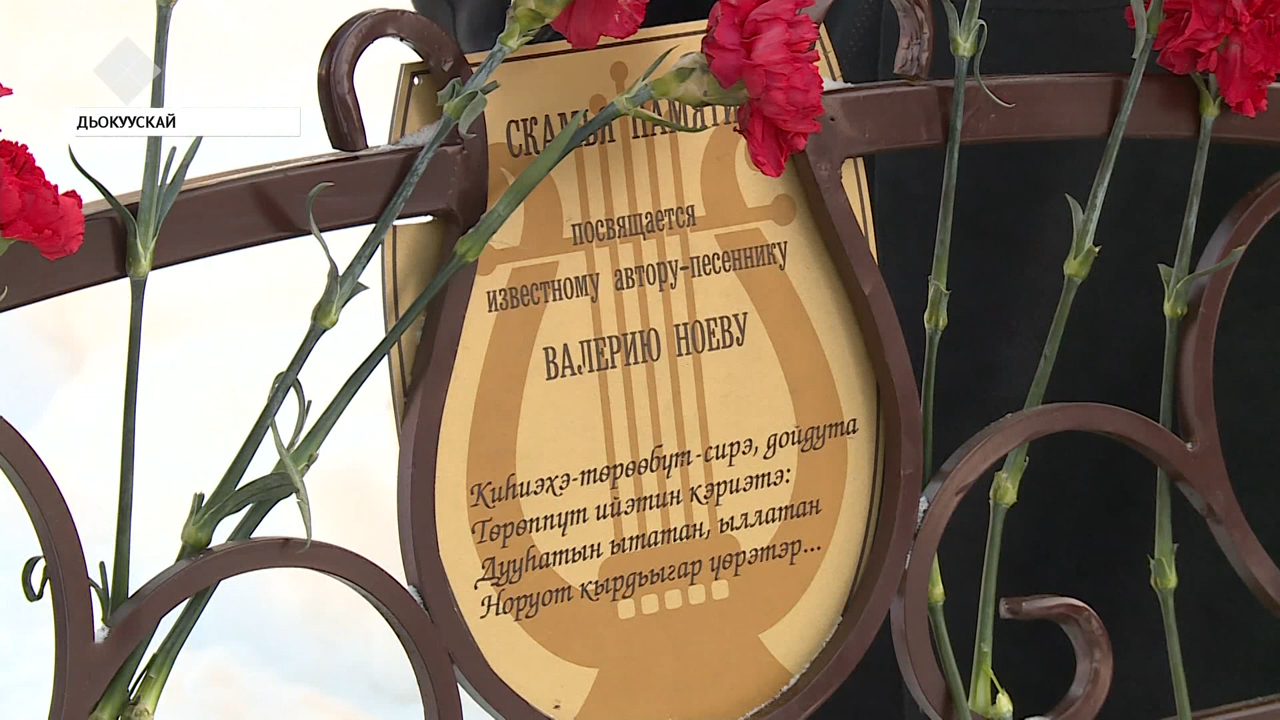 ДЬОКУУСКАЙ
СКАМЬЯ ПАМЯТИ
посвящается
известному автору-песеннику
ВАЛЕРИЮ НОЕВУ
Киһиэхэ-төрөөбүт-сирэ, дойдута
Төрөппүт ийэтин кэриэтэ:
Дууһатын ытатан, ыллатан
Норуот кырдьыгар үөрэтэр...